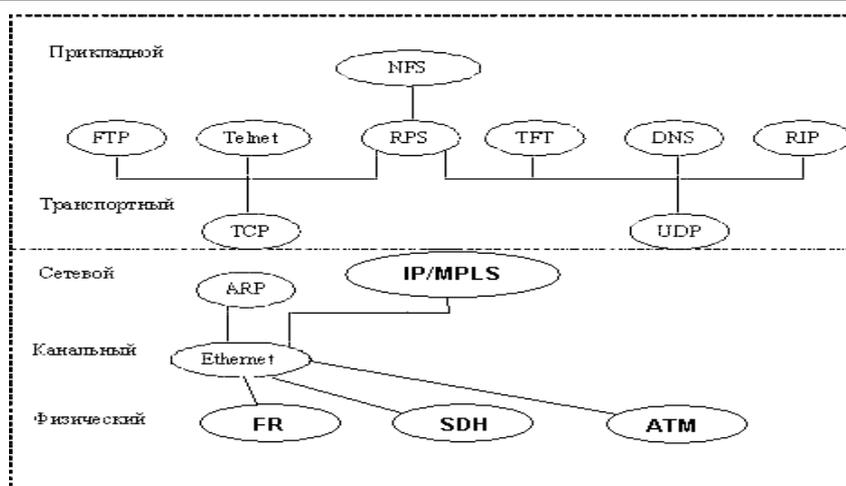 Прикладной
NFS
FTP Telnet RPS TFT DNS RIP
Транспортный
TCP UDP
Сетевой
IP/MPLS
ARP
Канальный
Ethernet
Физический
FR SDH ATM